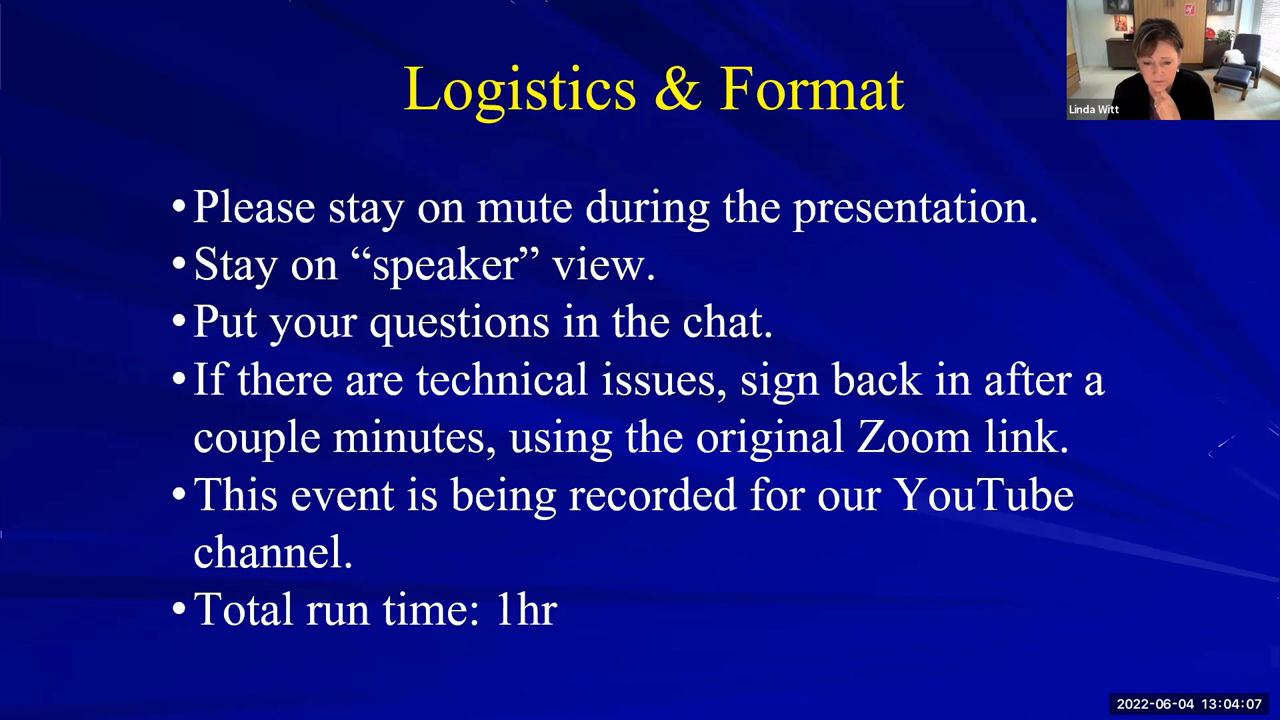 Logistics & Format
Linda Witt
•Please stay on mute during the presentation.
•Stay on “speaker” view.
•Put your questions in the chat.
•If there are technical issues, sign back in after a
couple minutes, using the original Zoom link.
•This event is being recorded for our YouTube
channel.
•Total run time: 1hr
2022-06-04 13:04:07